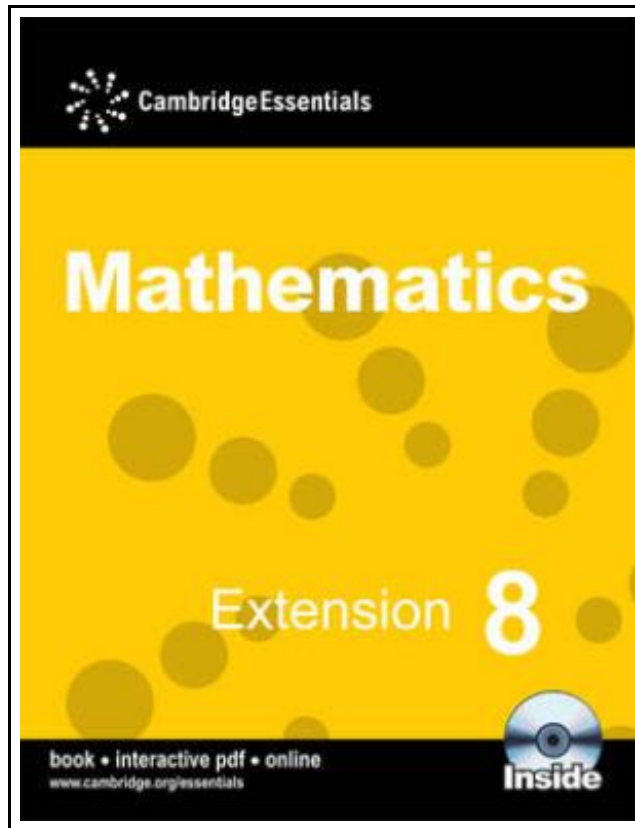 CambridgeEssentials
Mathematics
Extension 8
book • interactive pdf • online
www.cambridge.org/essentials
Inside